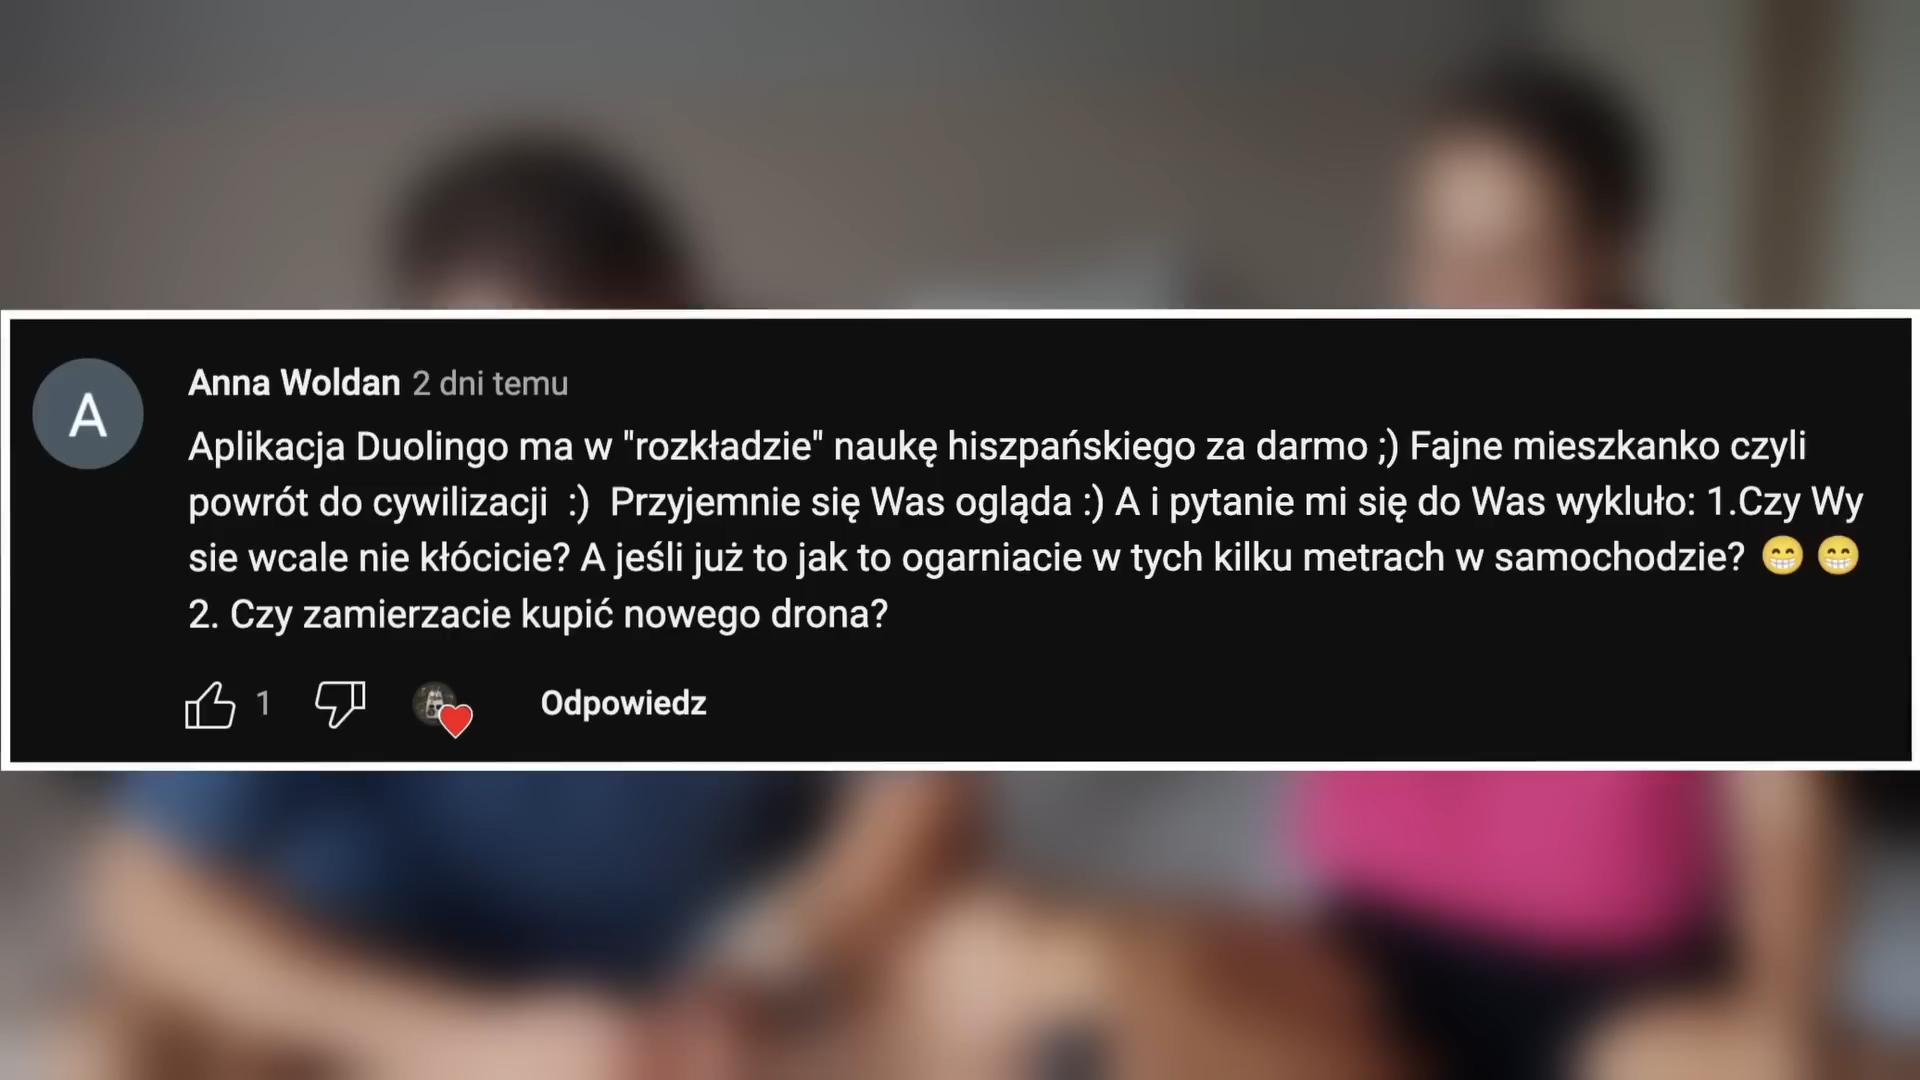 A
Anna Woldan 2 dni temu
Aplikacja Duolingo ma w "rozkładzie" naukę hiszpańskiego za darmo ;) Fajne mieszkanko czyli
powrót do cywilizacji :) Przyjemnie się Was ogląda :) A i pytanie mi się do Was wykluło: 1.Czy Wy
sie wcale nie kłócicie? A jeśli już to jak to ogarniacie w tych kilku metrach w samochodzie? 😁 😁
2. Czy zamierzacie kupić nowego drona?
1 Odpowiedz